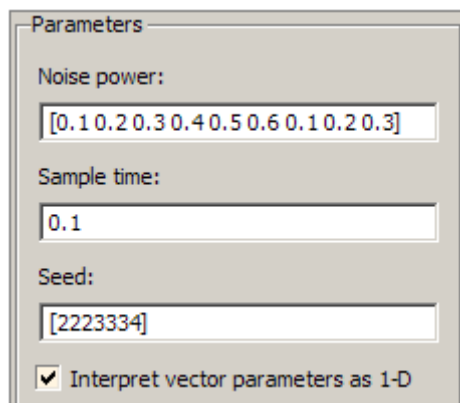 Parameters
Noise power:
[0.1 0.2 0.3 0.4 0.5 0.6 0.1 0.2 0.3]
Sample time:
0.1
Seed:
[2223334]
Interpret vector parameters as 1-D